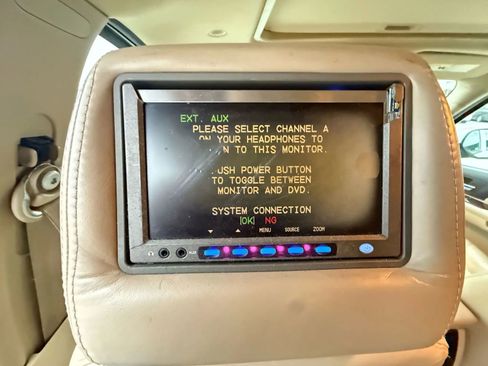 EXT. AUX
PLEASE SELECT CHANNEL A
ON YOUR HEADPHONES TO
N TO THIS MONITOR.
USH POWER BUTTON
TO TOGGLE BETWEEN
MONITOR AND DVD.
SYSTEM CONNECTION
[OK] NG
MENU SOURCE ZOOM